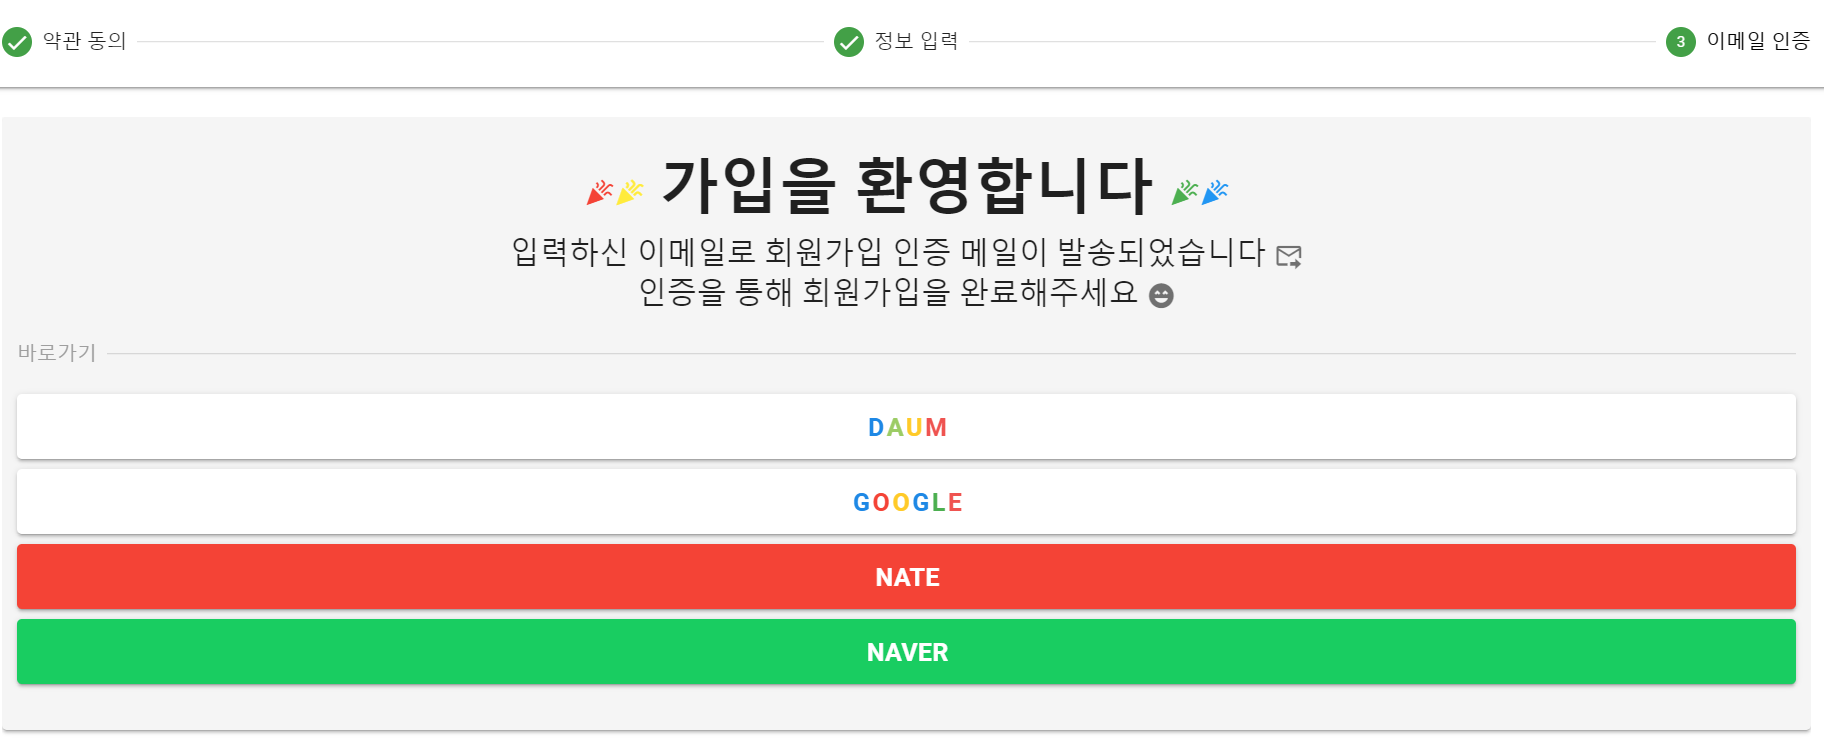 약관 동의
정보 입력
3 이메일 인증
가입을 환영합니다
입력하신 이메일로 회원가입 인증 메일이 발송되었습니다
인증을 통해 회원가입을 완료해주세요
바로가기
DAUM
GOOGLE
NATE
NAVER